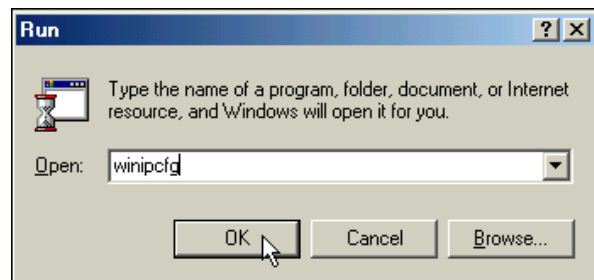 Run
Type the name of a program, folder, document, or Internet
resource, and Windows will open it for you.
Open: winipcfg
OK Cancel Browse...